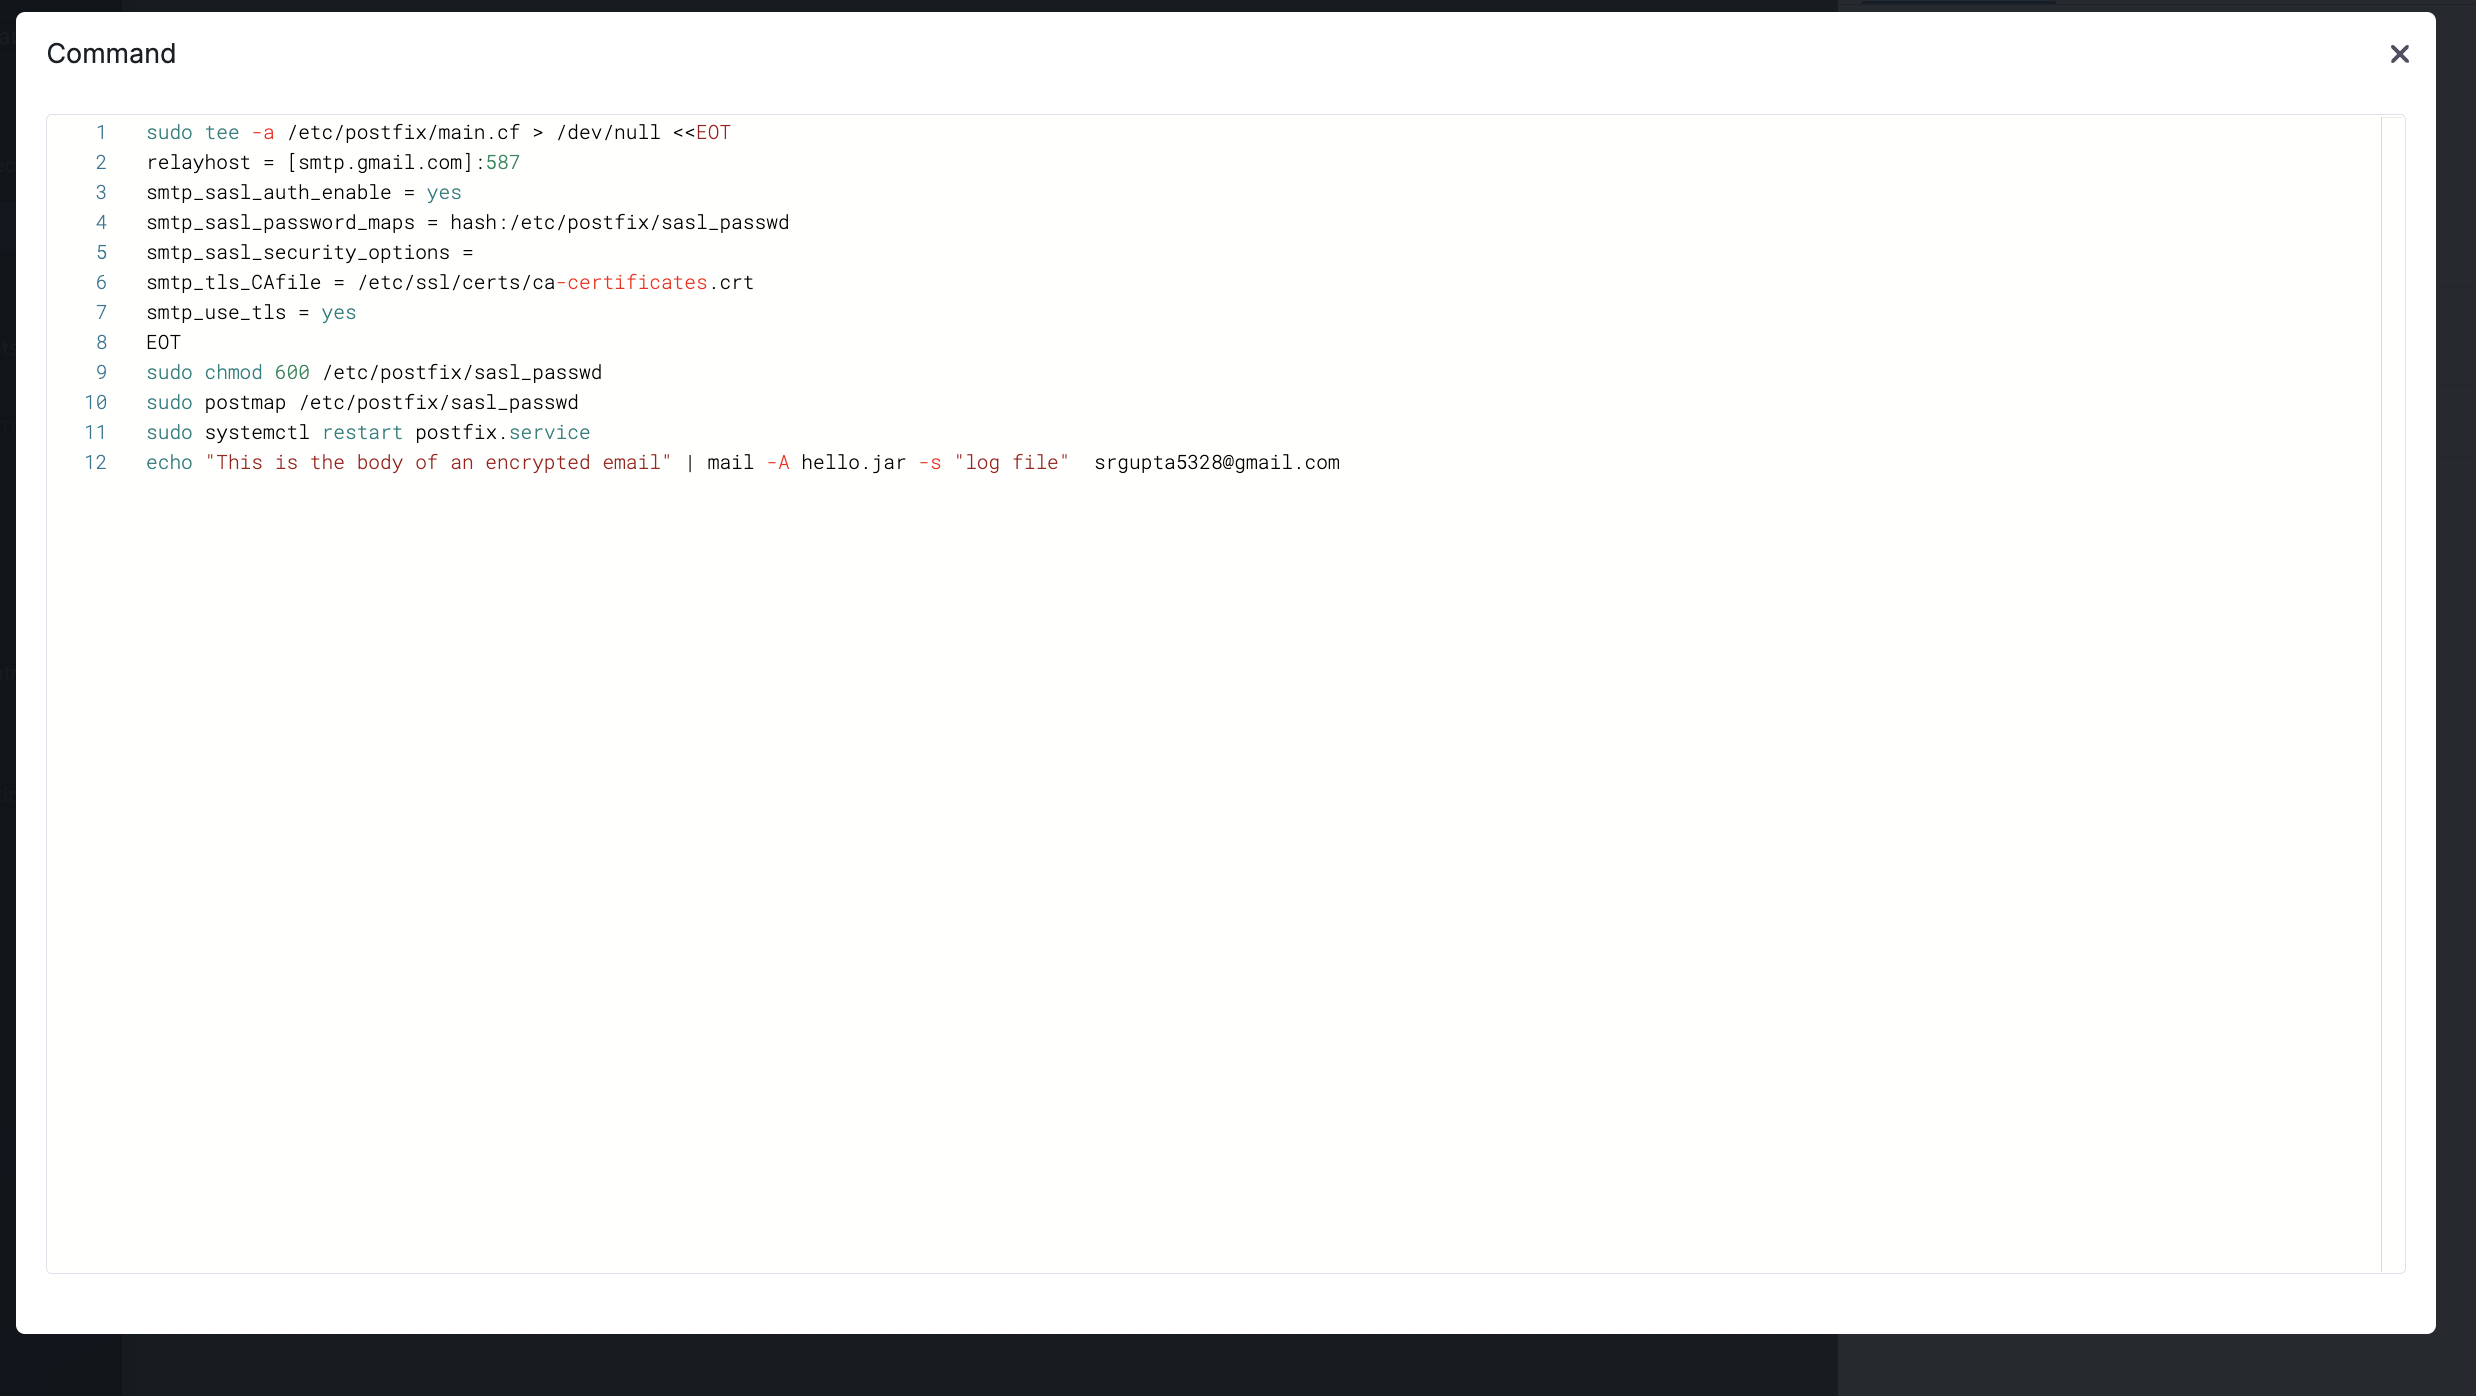 Command
1 sudo tee -a /etc/postfix/main.cf > /dev/null <<EOT
2 relayhost = [smtp.gmail.com]:587
3 smtp_sasl_auth_enable = yes
4 smtp_sasl_password_maps = hash:/etc/postfix/sasl_passwd
5 smtp_sasl_security_options =
6 smtp_tls_CAfile = /etc/ssl/certs/ca-certificates.crt
7 smtp_use_tls = yes
8 EOT
9 sudo chmod 600 /etc/postfix/sasl_passwd
10 sudo postmap /etc/postfix/sasl_passwd
11 sudo systemctl restart postfix.service
12 echo "This is the body of an encrypted email" | mail -A hello.jar -s "log file"  srgupta5328@gmail.com